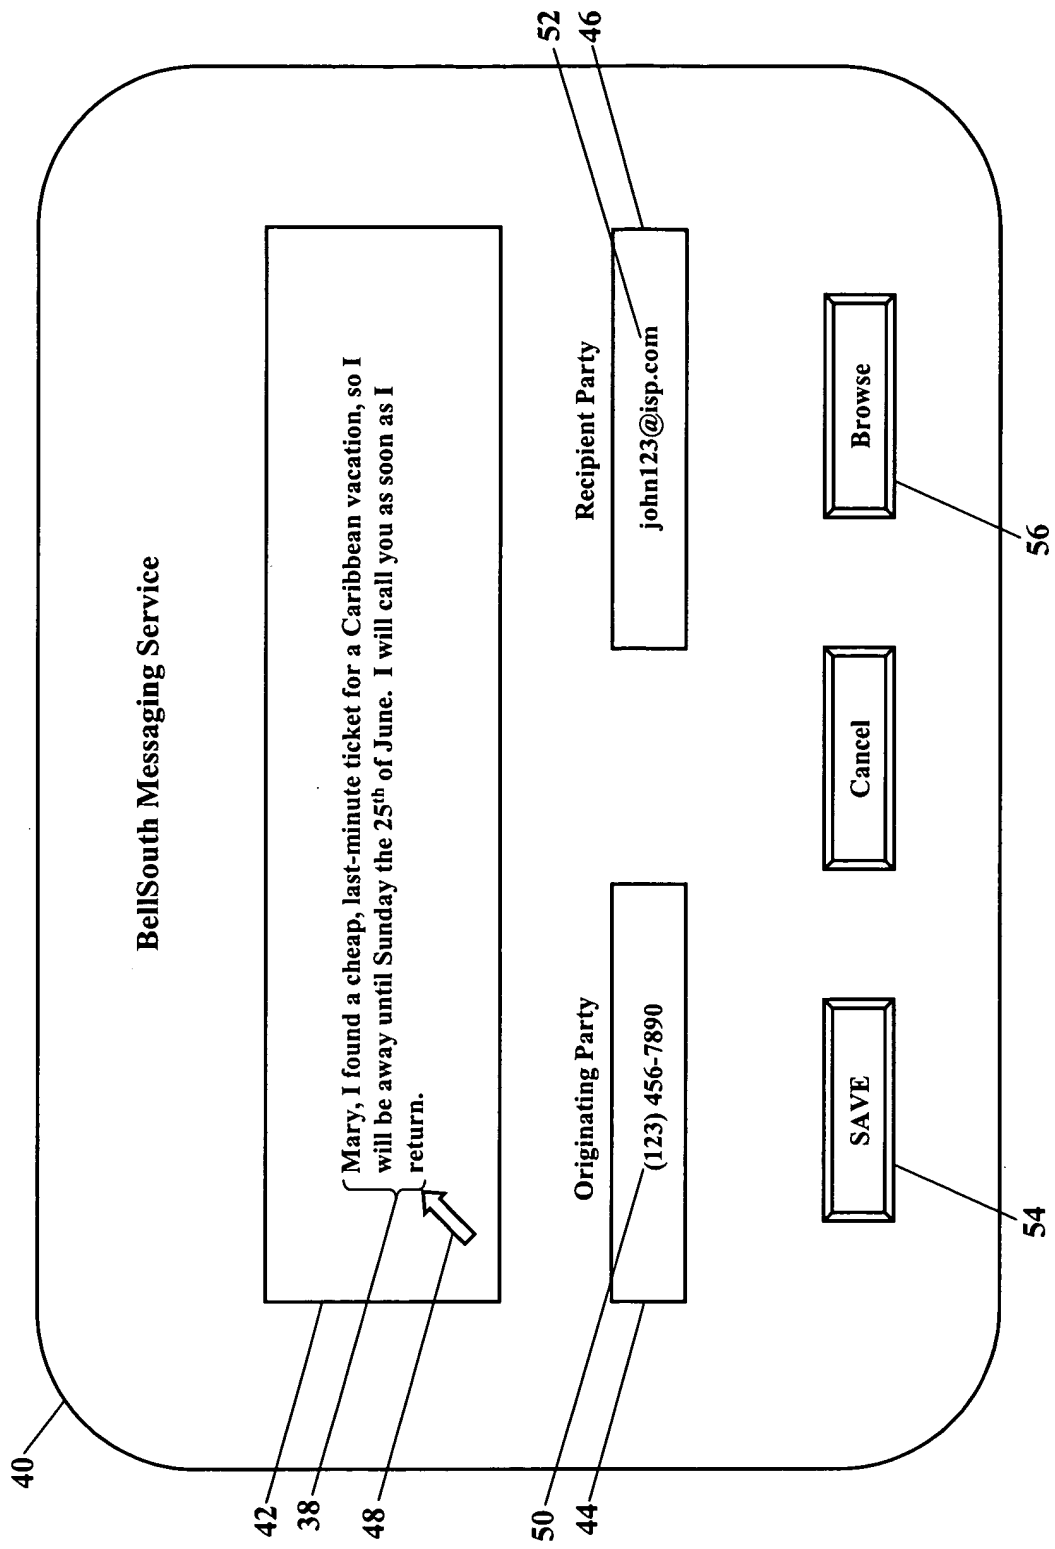 BellSouth Messaging Service
Mary, I found a cheap, last-minute ticket for a Caribbean vacation, so I
will be away until Sunday the 25th of June.  I will call you as soon as I
return.
Originating Party
Recipient Party
(123) 456-7890
john123@isp.com
SAVE
Cancel
Browse
40
42
38
48
50
44
52
46
54
56